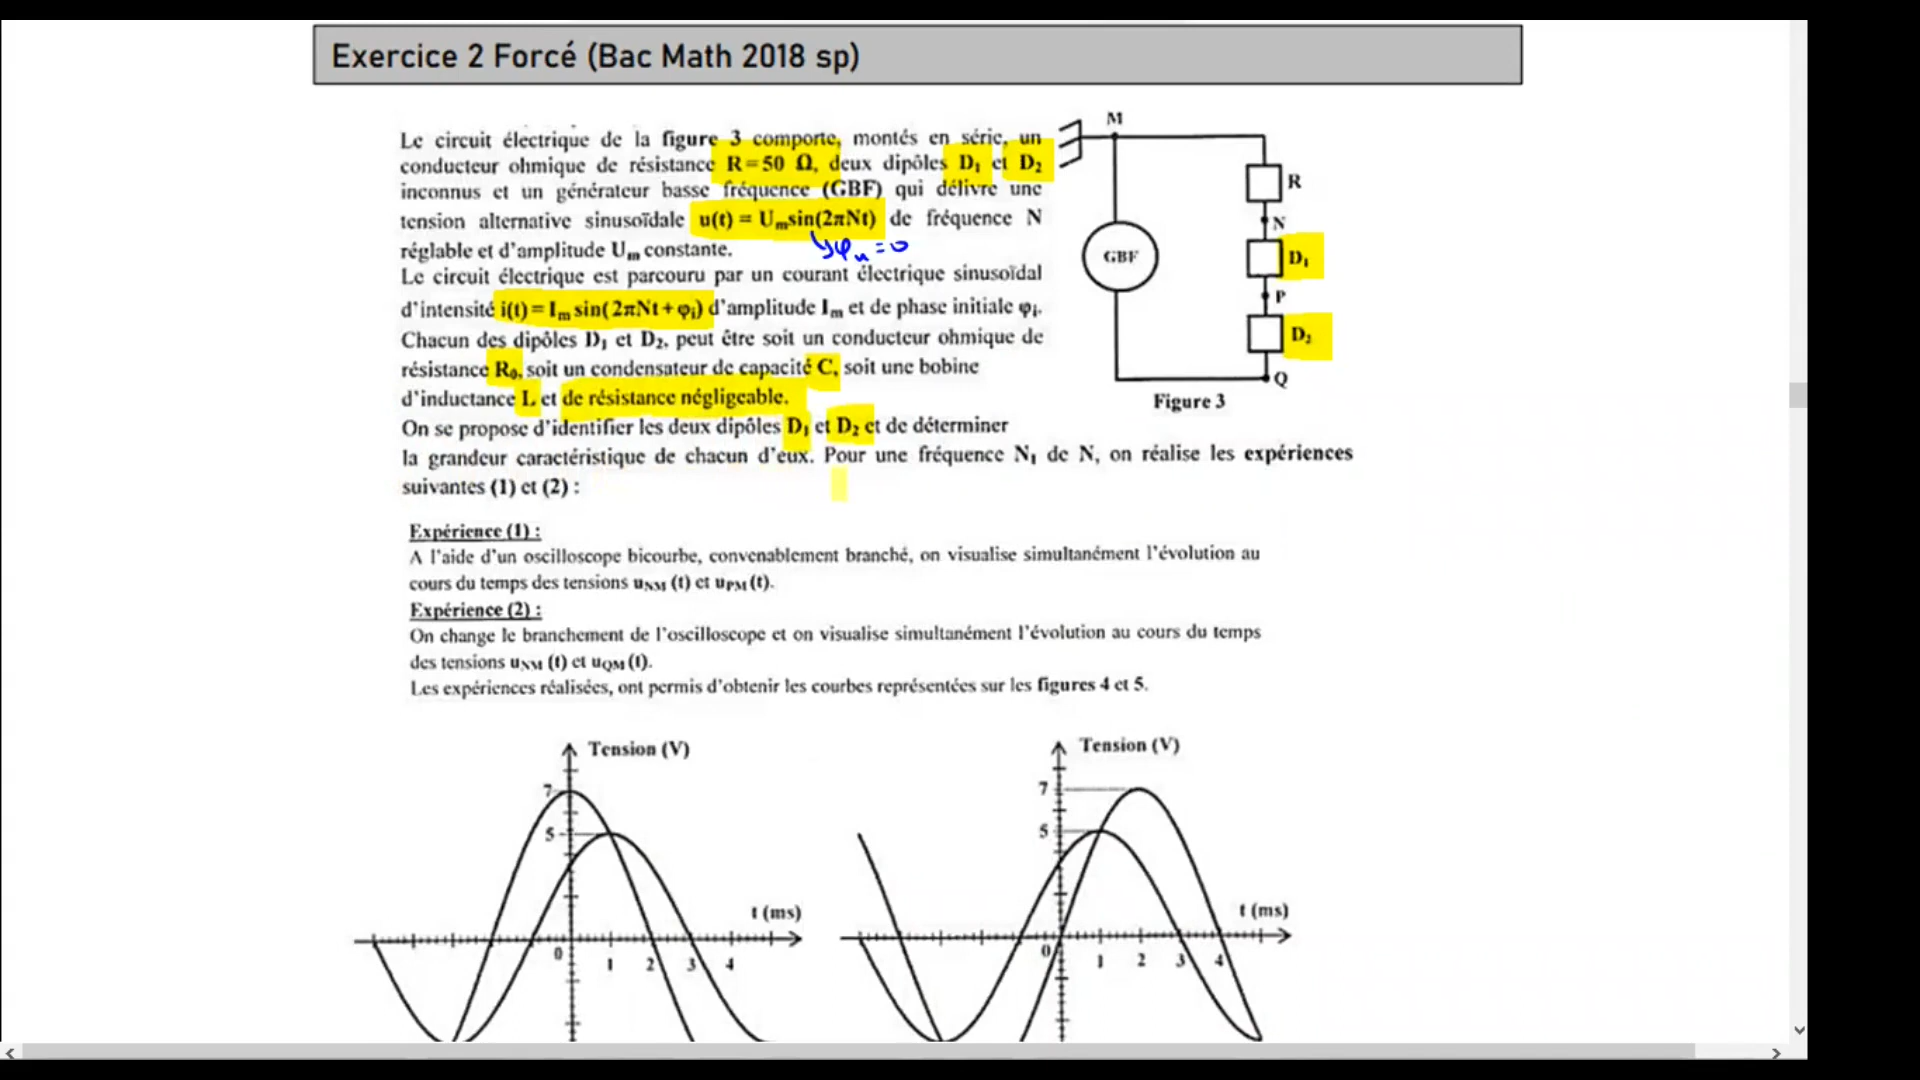 Exercice 2 Forcé (Bac Math 2018 sp)
Le circuit électrique de la figure 3 comporte, montés en série, un
conducteur ohmique de résistance R=50 Ω, deux dipôles D₁ et D₂
inconnus et un générateur basse fréquence (GBF) qui délivre une
tension alternative sinusoïdale u(t) = Uₘsin(2πNt) de fréquence N
réglable et d'amplitude Uₘ constante.
φᵤ = 0
Le circuit électrique est parcouru par un courant électrique sinusoïdal
d'intensité i(t)=Iₘ sin(2πNt+φᵢ) d'amplitude Iₘ et de phase initiale φᵢ.
Chacun des dipôles D₁ et D₂, peut être soit un conducteur ohmique de
résistance R₀, soit un condensateur de capacité C, soit une bobine
d'inductance L et de résistance négligeable.
On se propose d'identifier les deux dipôles D₁ et D₂ et de déterminer
la grandeur caractéristique de chacun d'eux. Pour une fréquence N₁ de N, on réalise les expériences
suivantes (1) et (2) :
M
R
N
GBF
D₁
P
D₂
Q
Figure 3
Expérience (1) :
A l'aide d'un oscilloscope bicourbe, convenablement branché, on visualise simultanément l'évolution au
cours du temps des tensions uNM (t) et uPM (t).
Expérience (2) :
On change le branchement de l'oscilloscope et on visualise simultanément l'évolution au cours du temps
des tensions uNM (t) et uQM (t).
Les expériences réalisées, ont permis d'obtenir les courbes représentées sur les figures 4 et 5.
Tension (V)
7
5
t (ms)
0
1 2 3 4
Tension (V)
7
5
t (ms)
0
1 2 3 4